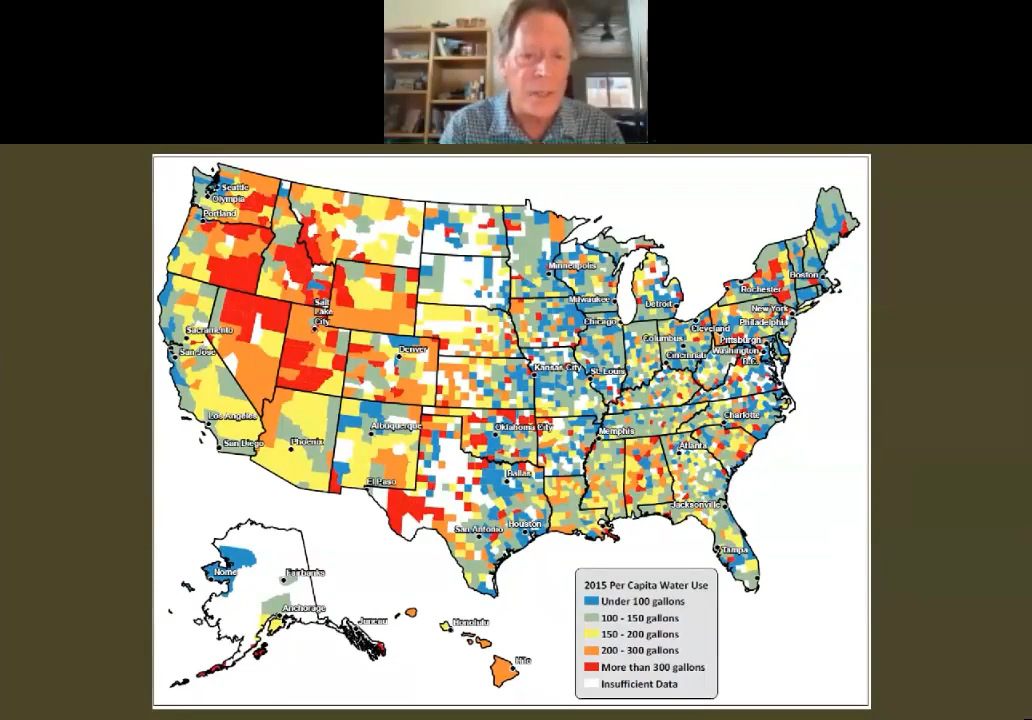 Seattle
Olympia
Portland
Minneapolis
Boston
Rochester
Milwaukee
Detroit
Salt
Lake
City
New York
Chicago
Cleveland
Philadelphia
Sacramento
Columbus
Pittsburgh
San José
Denver
Cincinnati
Washington
D.C.
Kansas City
St. Louis
Los Angeles
Albuquerque
Charlotte
Phoenix
Oklahoma City
Memphis
San Diego
Atlanta
Dallas
El Paso
Jacksonville
San Antonio
Houston
Tampa
Nome
Fairbanks
Anchorage
Juneau
Honolulu
Hilo
2015 Per Capita Water Use
Under 100 gallons
100 - 150 gallons
150 - 200 gallons
200 - 300 gallons
More than 300 gallons
Insufficient Data